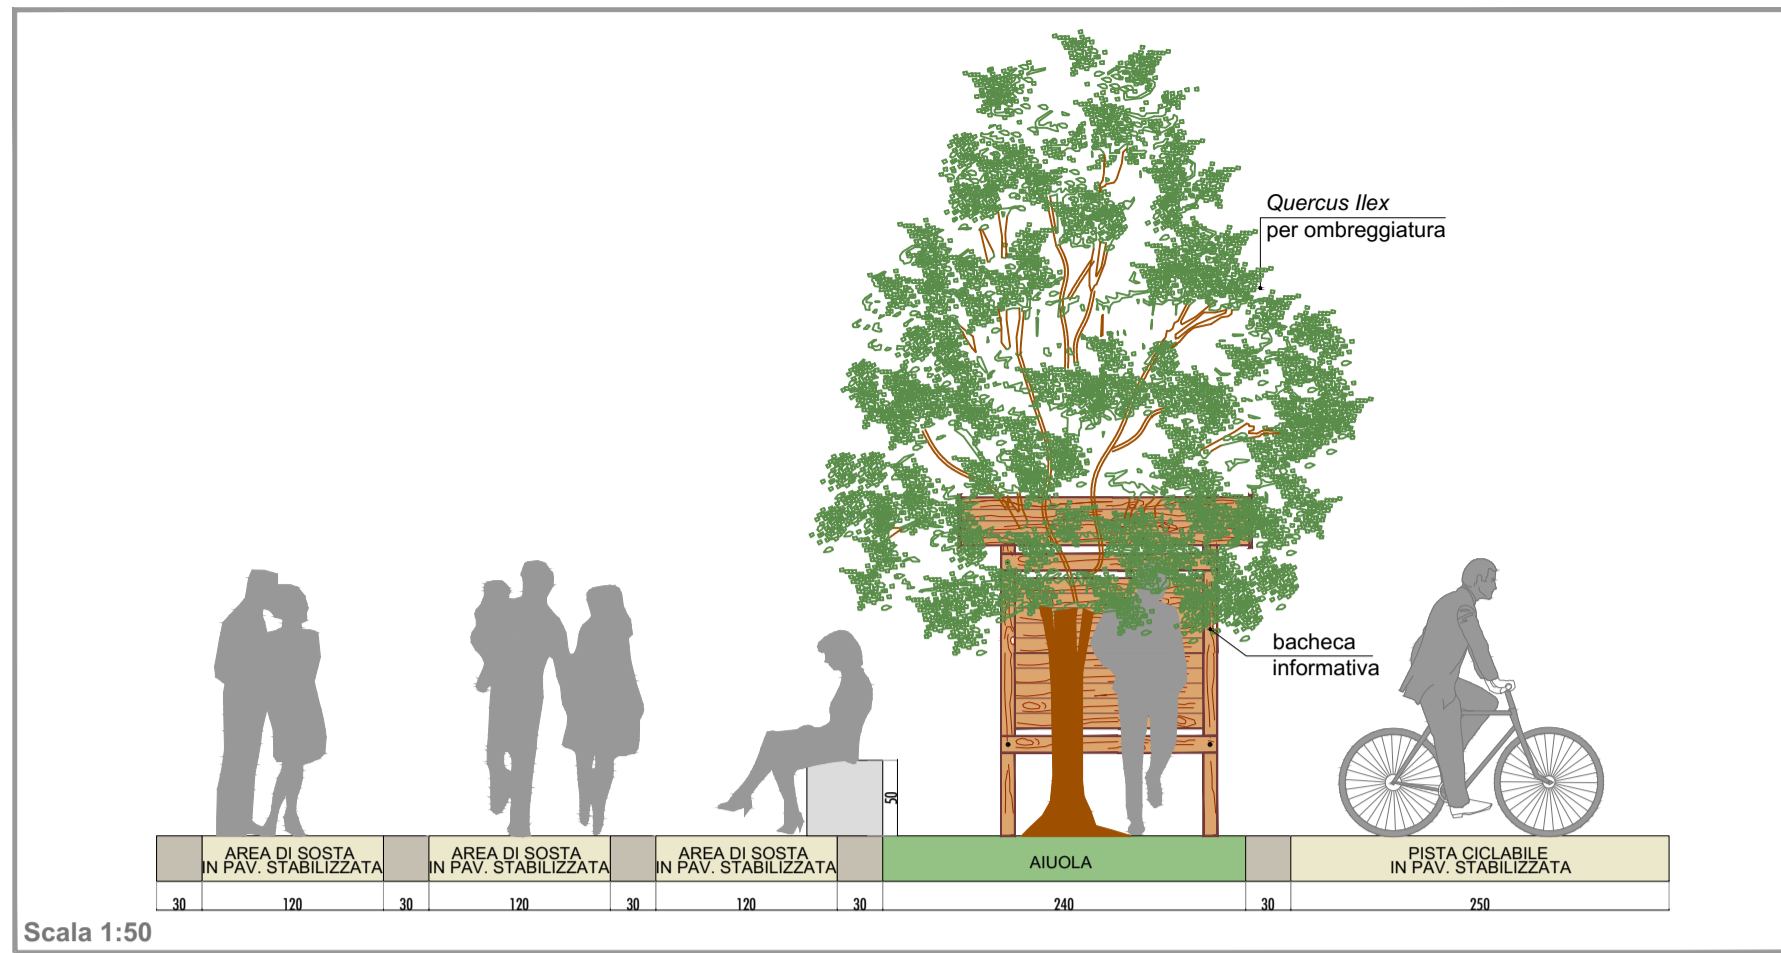 Quercus Ilex
per ombreggiatura
bacheca
informativa
50
AREA DI SOSTA
IN PAV. STABILIZZATA
AREA DI SOSTA
IN PAV. STABILIZZATA
AREA DI SOSTA
IN PAV. STABILIZZATA
AIUOLA
PISTA CICLABILE
IN PAV. STABILIZZATA
30 120 30 120 30 120 30 240 30 250
Scala 1:50